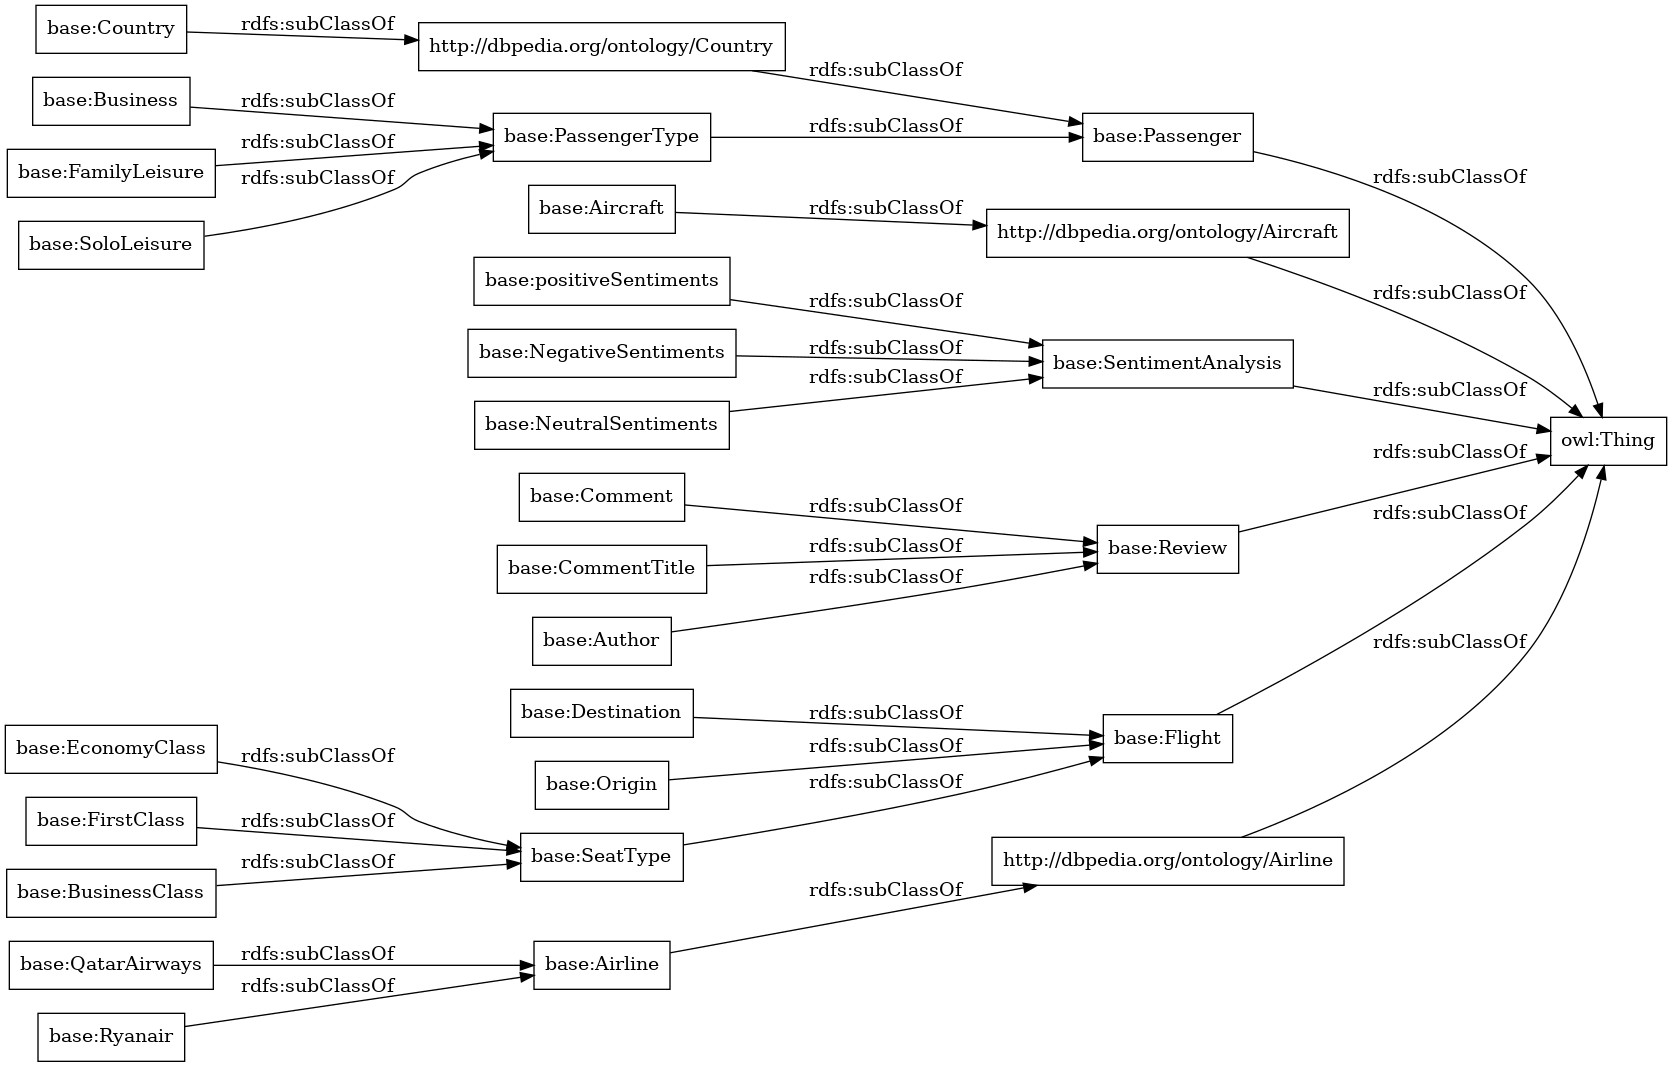 base:Country
rdfs:subClassOf
http://dbpedia.org/ontology/Country
rdfs:subClassOf
base:Business
rdfs:subClassOf
base:PassengerType
rdfs:subClassOf
base:Passenger
rdfs:subClassOf
base:FamilyLeisure
rdfs:subClassOf
base:SoloLeisure
rdfs:subClassOf
base:Aircraft
rdfs:subClassOf
http://dbpedia.org/ontology/Aircraft
rdfs:subClassOf
base:positiveSentiments
rdfs:subClassOf
base:NegativeSentiments
rdfs:subClassOf
base:SentimentAnalysis
rdfs:subClassOf
base:NeutralSentiments
rdfs:subClassOf
owl:Thing
base:Comment
rdfs:subClassOf
base:CommentTitle
rdfs:subClassOf
base:Review
rdfs:subClassOf
base:Author
rdfs:subClassOf
base:Destination
rdfs:subClassOf
base:Flight
rdfs:subClassOf
base:Origin
rdfs:subClassOf
base:EconomyClass
rdfs:subClassOf
base:FirstClass
rdfs:subClassOf
base:SeatType
rdfs:subClassOf
base:BusinessClass
rdfs:subClassOf
http://dbpedia.org/ontology/Airline
rdfs:subClassOf
base:QatarAirways
rdfs:subClassOf
base:Airline
rdfs:subClassOf
base:Ryanair
rdfs:subClassOf